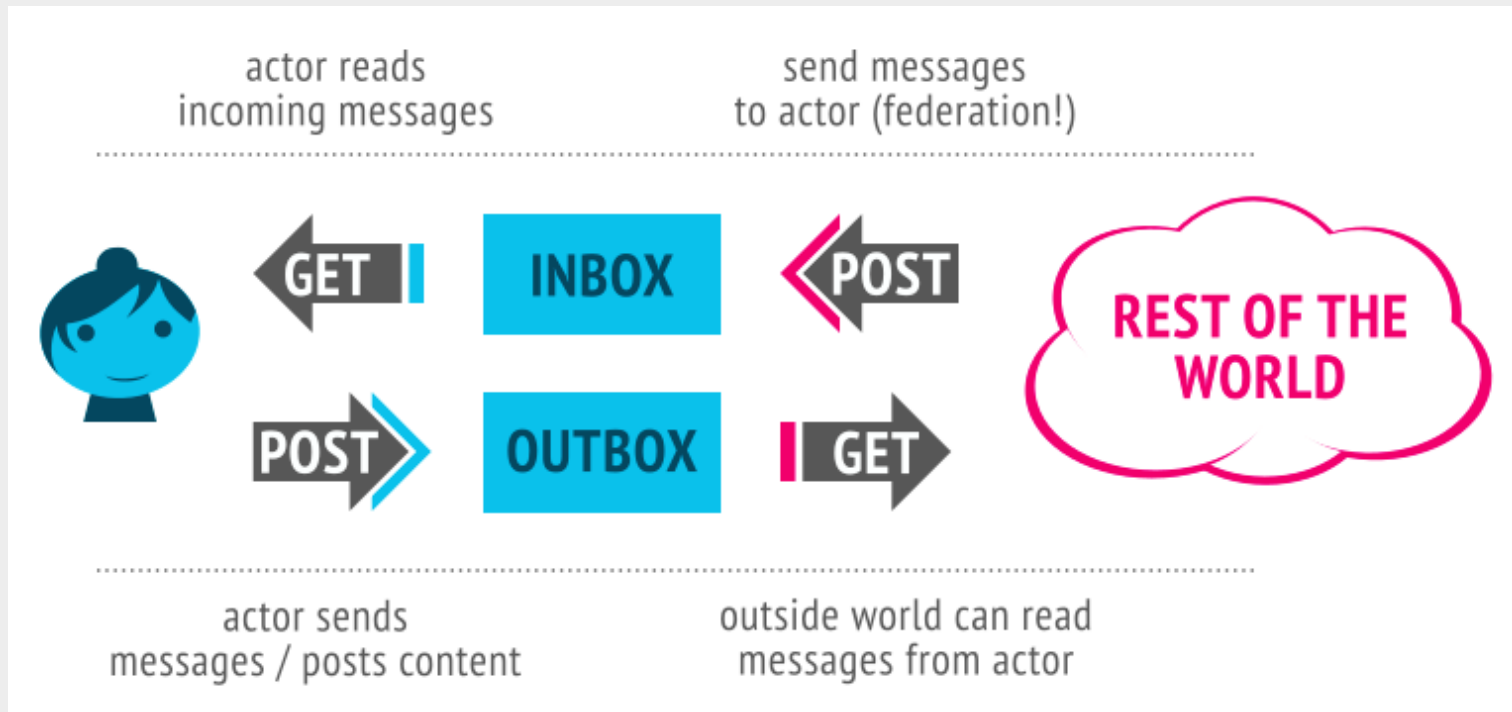 actor reads
incoming messages
send messages
to actor (federation!)
GET
INBOX
POST
REST OF THE
WORLD
POST
OUTBOX
GET
actor sends
messages / posts content
outside world can read
messages from actor